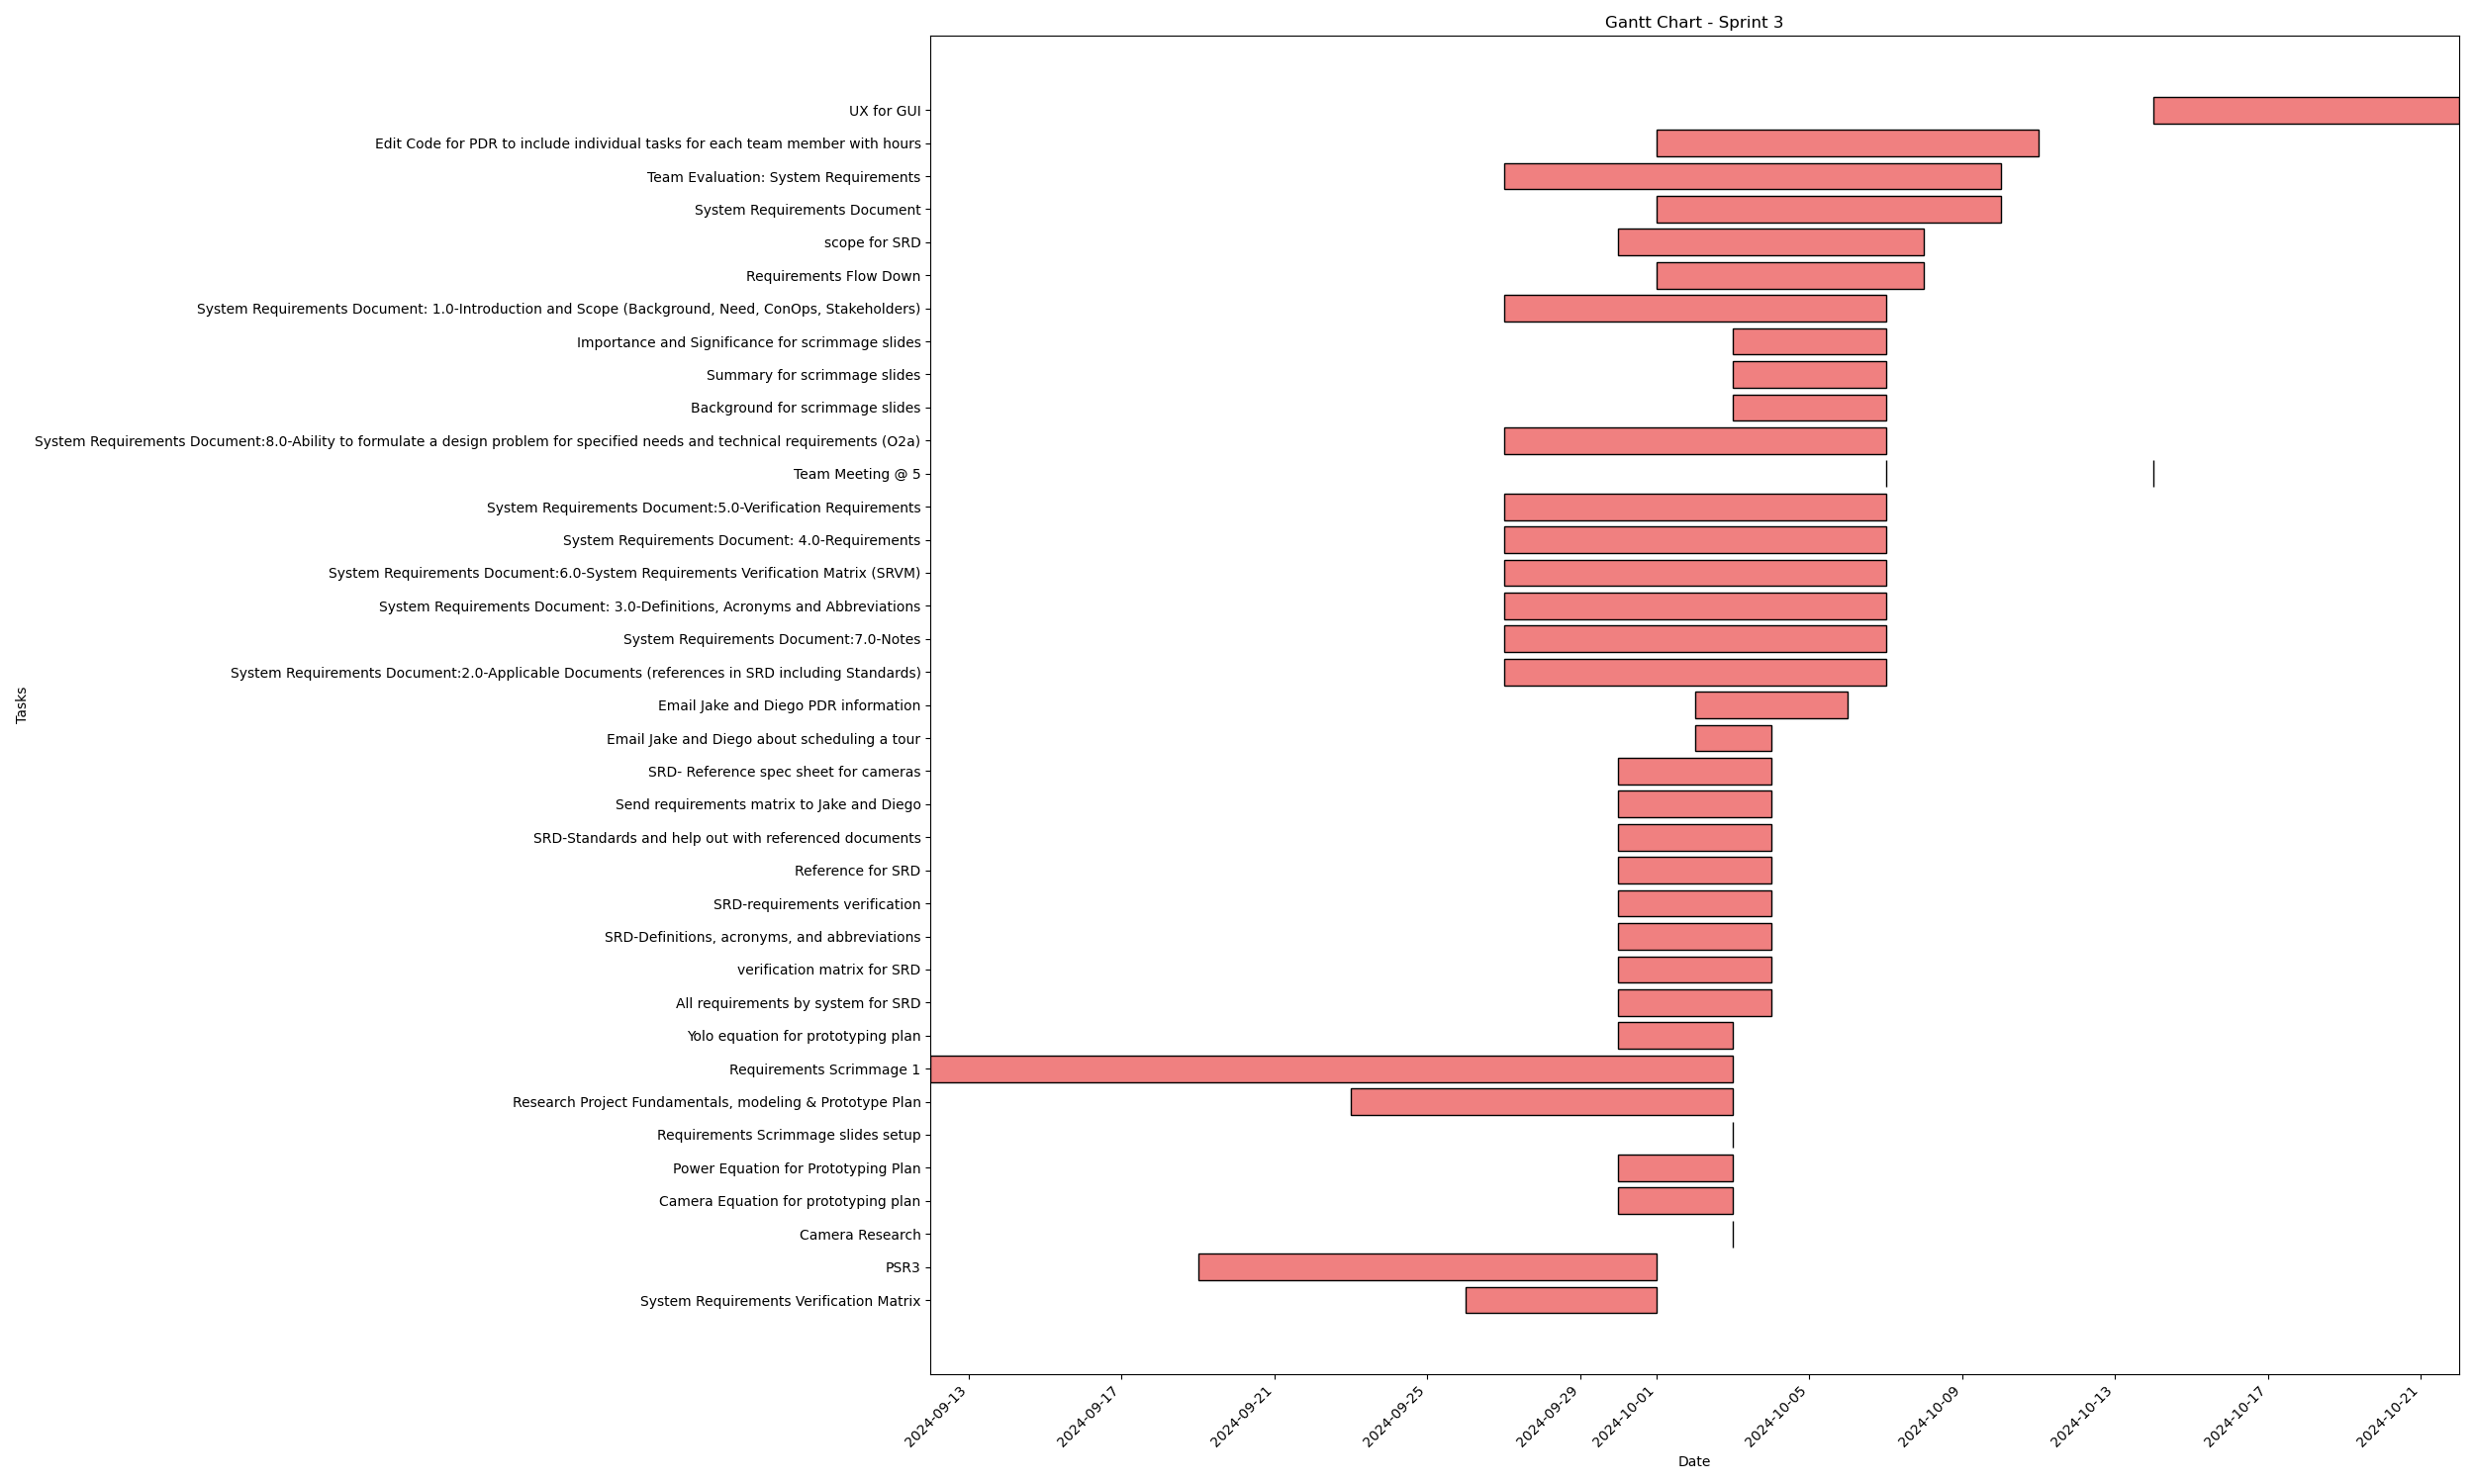 Gantt Chart - Sprint 3
UX for GUI
Edit Code for PDR to include individual tasks for each team member with hours
Team Evaluation: System Requirements
System Requirements Document
scope for SRD
Requirements Flow Down
System Requirements Document: 1.0-Introduction and Scope (Background, Need, ConOps, Stakeholders)
Importance and Significance for scrimmage slides
Summary for scrimmage slides
Background for scrimmage slides
System Requirements Document:8.0-Ability to formulate a design problem for specified needs and technical requirements (O2a)
Team Meeting @ 5
System Requirements Document:5.0-Verification Requirements
System Requirements Document: 4.0-Requirements
System Requirements Document:6.0-System Requirements Verification Matrix (SRVM)
System Requirements Document: 3.0-Definitions, Acronyms and Abbreviations
System Requirements Document:7.0-Notes
System Requirements Document:2.0-Applicable Documents (references in SRD including Standards)
Email Jake and Diego PDR information
Email Jake and Diego about scheduling a tour
SRD- Reference spec sheet for cameras
Send requirements matrix to Jake and Diego
SRD-Standards and help out with referenced documents
Reference for SRD
SRD-requirements verification
SRD-Definitions, acronyms, and abbreviations
verification matrix for SRD
All requirements by system for SRD
Yolo equation for prototyping plan
Requirements Scrimmage 1
Research Project Fundamentals, modeling & Prototype Plan
Requirements Scrimmage slides setup
Power Equation for Prototyping Plan
Camera Equation for prototyping plan
Camera Research
PSR3
System Requirements Verification Matrix
Tasks
2024-09-13
2024-09-17
2024-09-21
2024-09-25
2024-09-29
2024-10-01
2024-10-05
2024-10-09
2024-10-13
2024-10-17
2024-10-21
Date